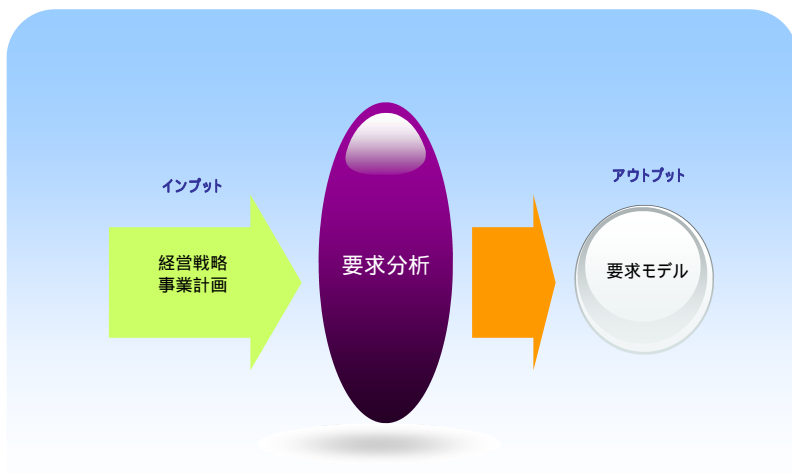 インプット
経営戦略
事業計画
要求分析
アウトプット
要求モデル